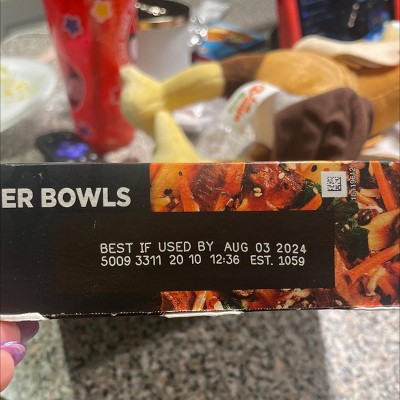 ER BOWLS
BEST IF USED BY AUG 03 2024
5009 3311 20 10 12:36 EST. 1059